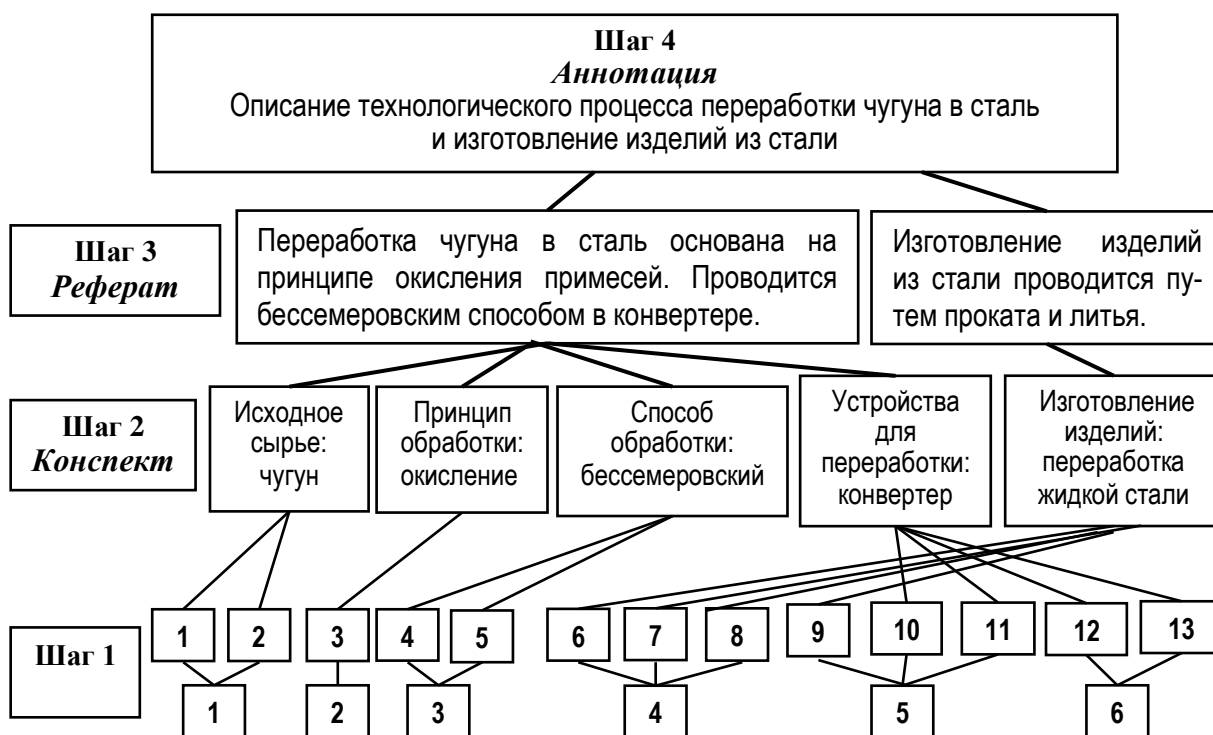 Шаг 4
Аннотация
Описание технологического процесса переработки чугуна в сталь
и изготовление изделий из стали
Шаг 3
Реферат
Переработка чугуна в сталь основана на
принципе окисления примесей. Проводится
бессемеровским способом в конвертере.
Изготовление изделий
из стали проводится пу-
тем проката и литья.
Шаг 2
Конспект
Исходное
сырье:
чугун
Принцип
обработки:
окисление
Способ
обработки:
бессемеровский
Устройства
для
переработки:
конвертер
Изготовление
изделий:
переработка
жидкой стали
Шаг 1
1 2 3 4 5 6 7 8 9 10 11 12 13
1 2 3 4 5 6